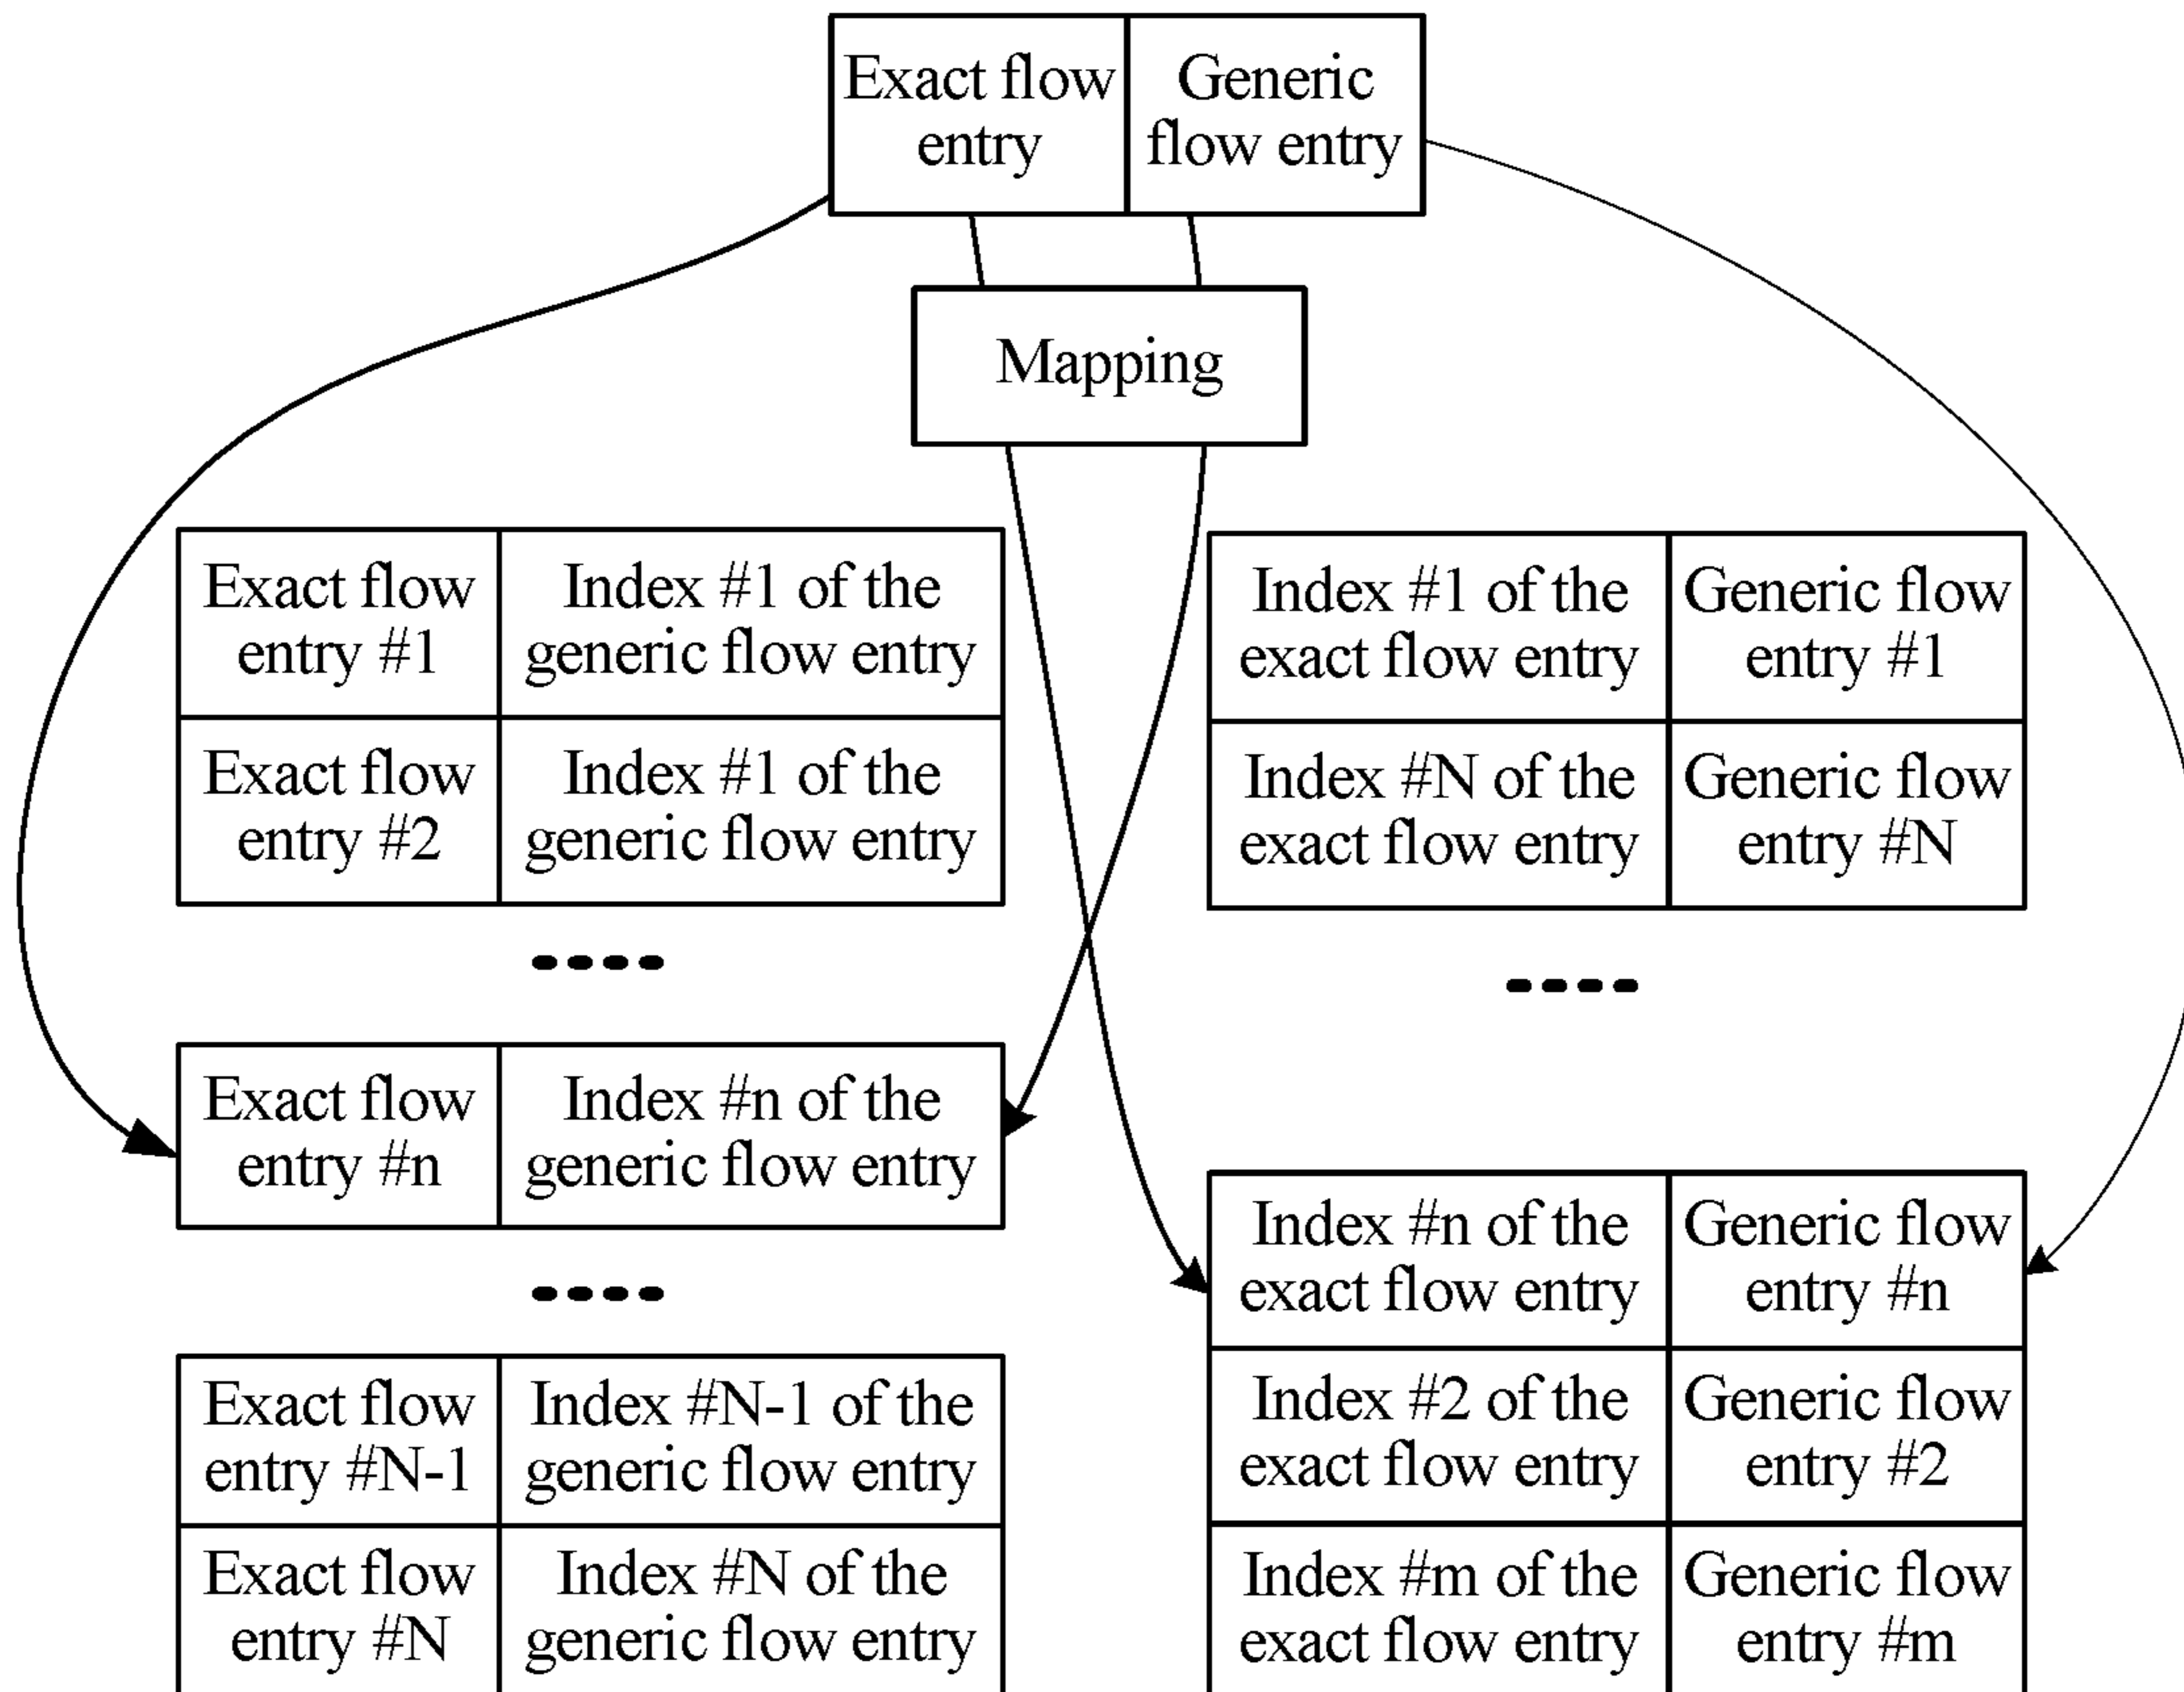 Exact flow
entry
Generic
flow entry
Mapping
Exact flow
entry #1
Index #1 of the
generic flow entry
Exact flow
entry #2
Index #1 of the
generic flow entry
Exact flow
entry #n
Index #n of the
generic flow entry
Exact flow
entry #N-1
Index #N-1 of the
generic flow entry
Exact flow
entry #N
Index #N of the
generic flow entry
Index #1 of the
exact flow entry
Generic flow
entry #1
Index #N of the
exact flow entry
Generic flow
entry #N
Index #n of the
exact flow entry
Generic flow
entry #n
Index #2 of the
exact flow entry
Generic flow
entry #2
Index #m of the
exact flow entry
Generic flow
entry #m